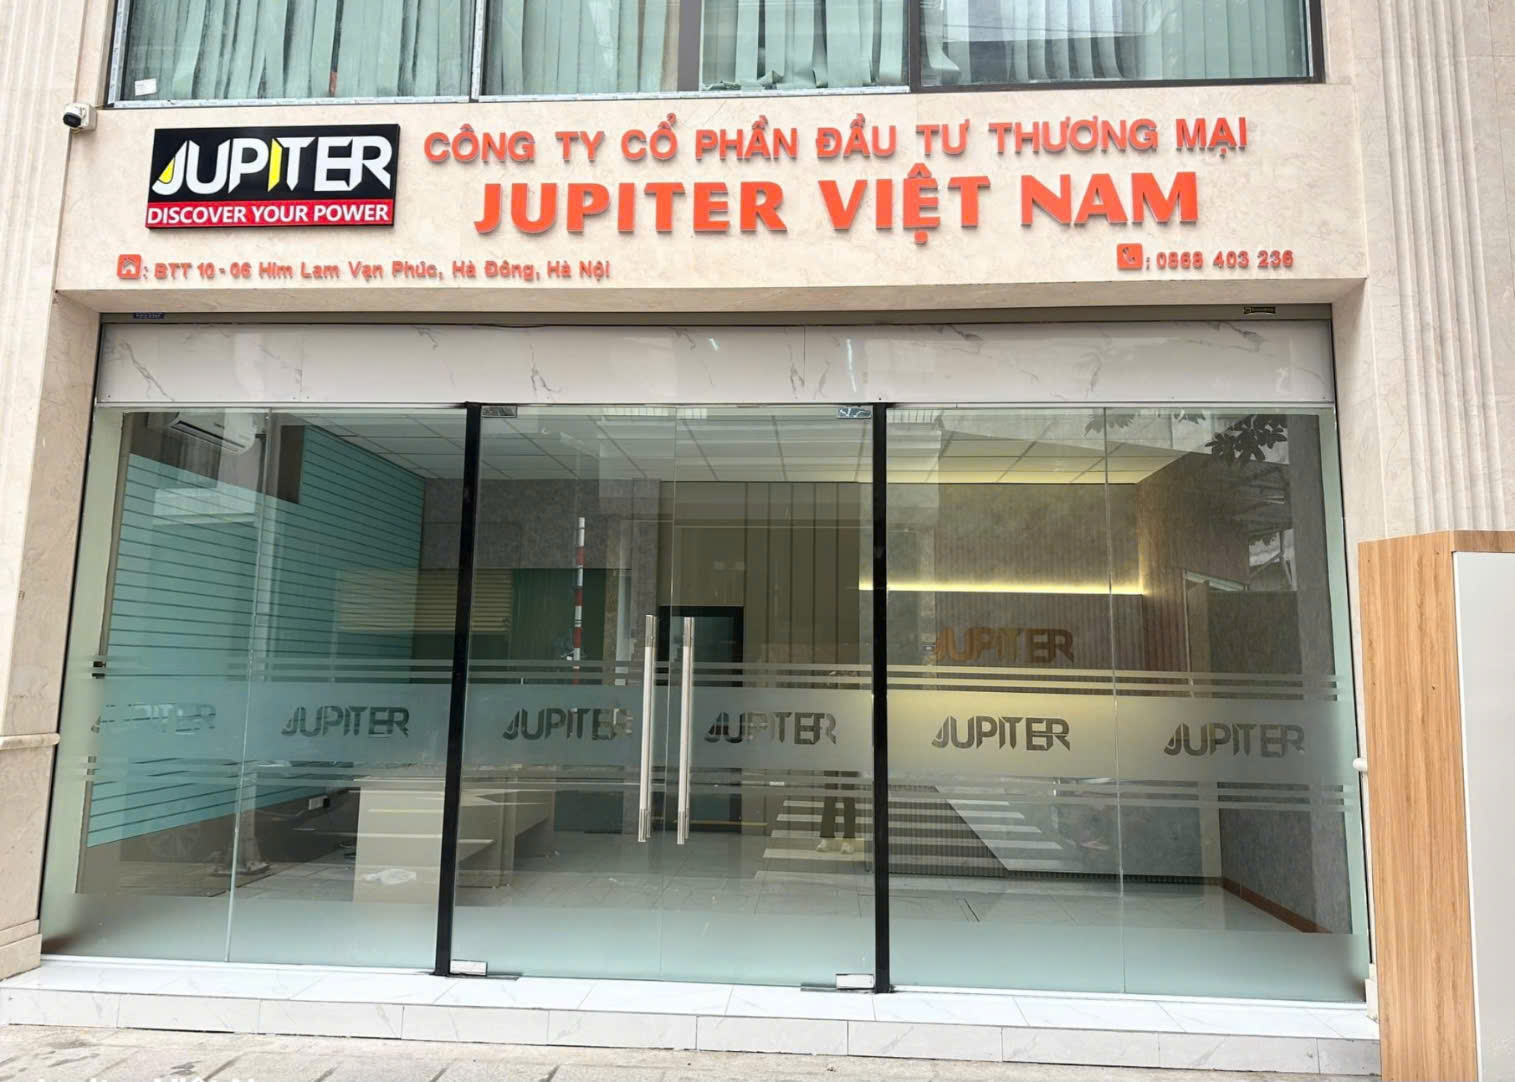 JUPITER
DISCOVER YOUR POWER
CÔNG TY CỔ PHẦN ĐẦU TƯ THƯƠNG MẠI
JUPITER VIỆT NAM
: BTT 10 - 06 Him Lam Vạn Phúc, Hà Đông, Hà Nội
: 0868 403 236
JUPITER
JUPITER JUPITER JUPITER JUPITER JUPITER JUPITER